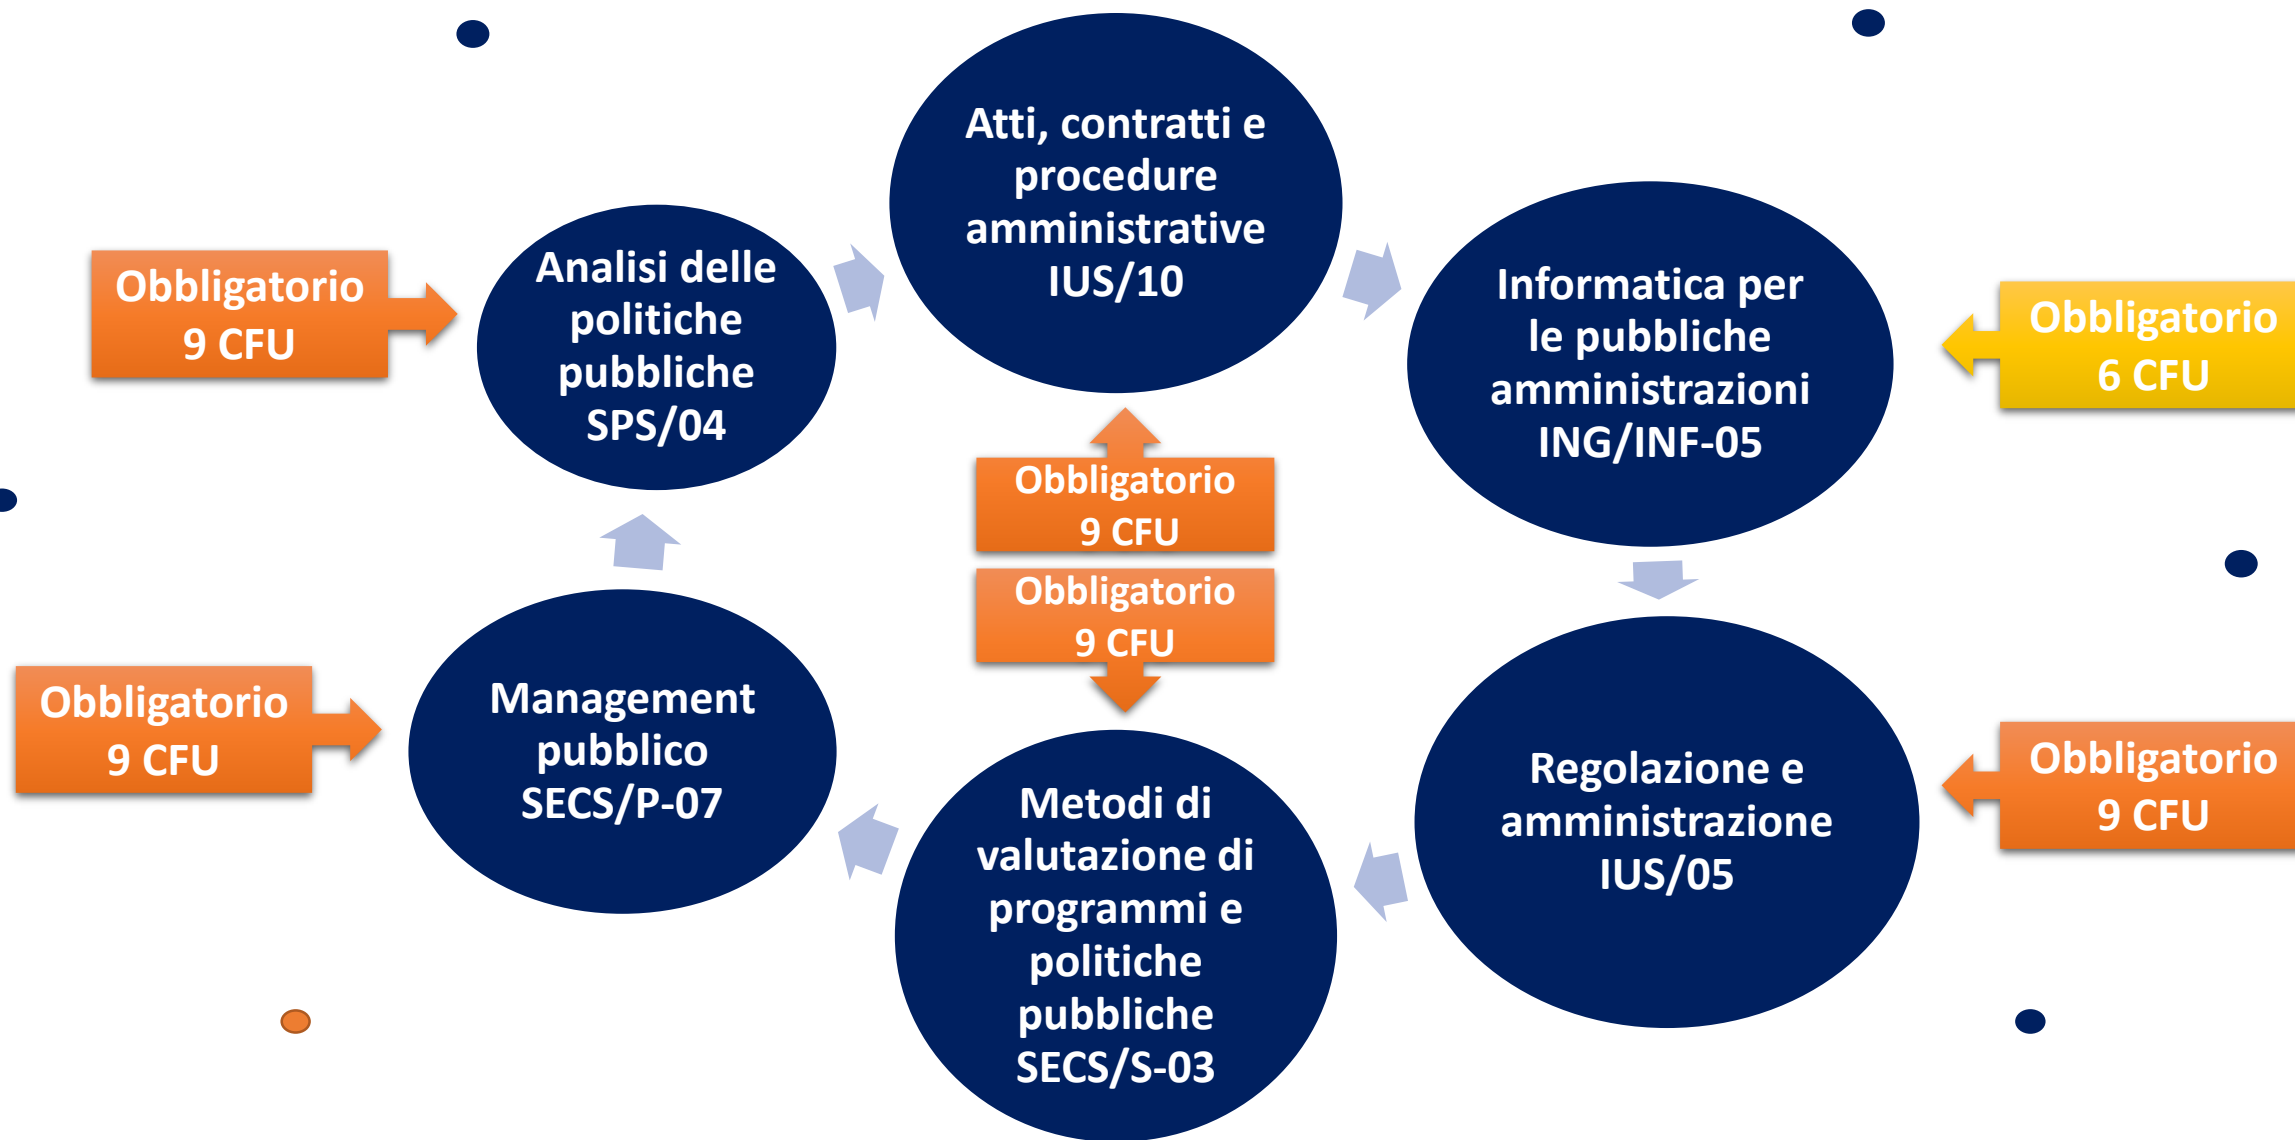 Atti, contratti e
procedure
amministrative
IUS/10
Obbligatorio
9 CFU
Analisi delle
politiche
pubbliche
SPS/04
Informatica per
le pubbliche
amministrazioni
ING/INF-05
Obbligatorio
6 CFU
Obbligatorio
9 CFU
Obbligatorio
9 CFU
Obbligatorio
9 CFU
Management
pubblico
SECS/P-07
Metodi di
valutazione di
programmi e
politiche
pubbliche
SECS/S-03
Regolazione e
amministrazione
IUS/05
Obbligatorio
9 CFU